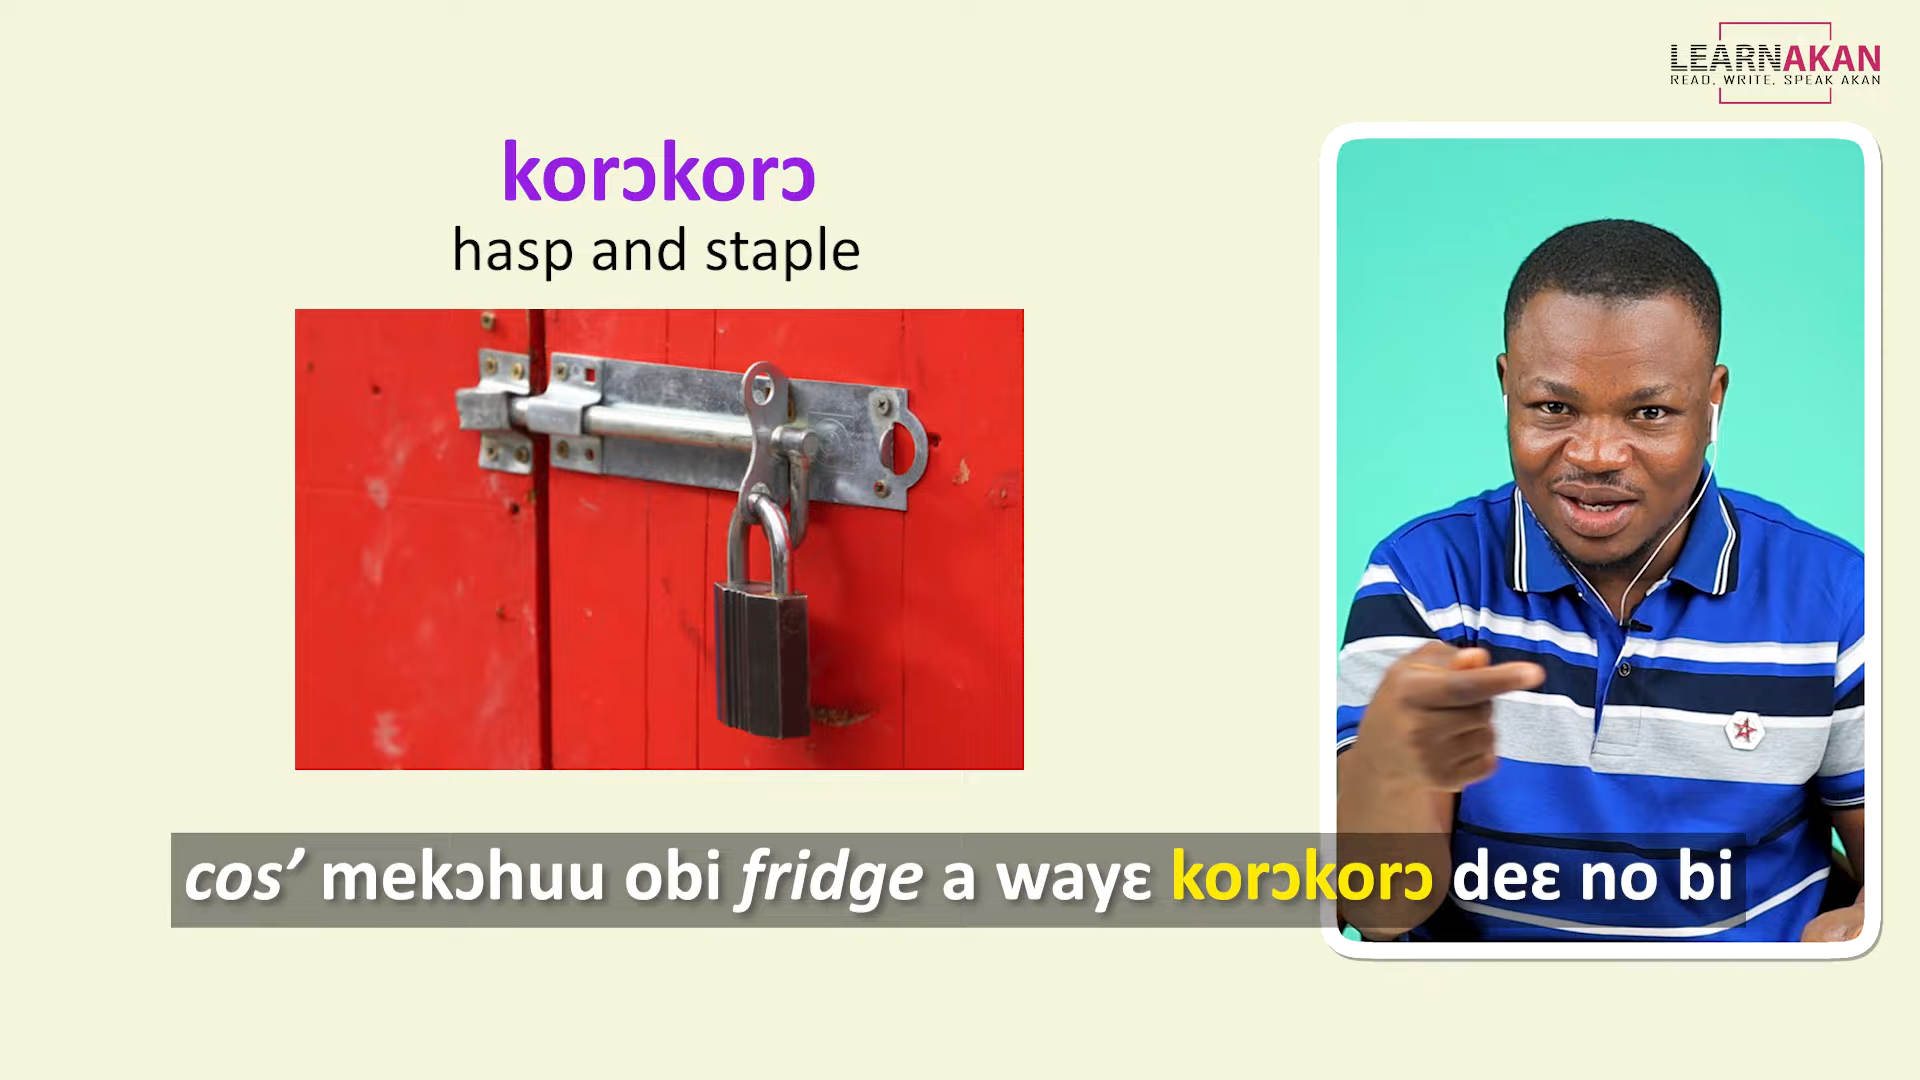 LEARNAKAN
READ, WRITE, SPEAK AKAN
korɔkorɔ
hasp and staple
cos’ mekɔhuu obi fridge a wayɛ korɔkorɔ deɛ no bi